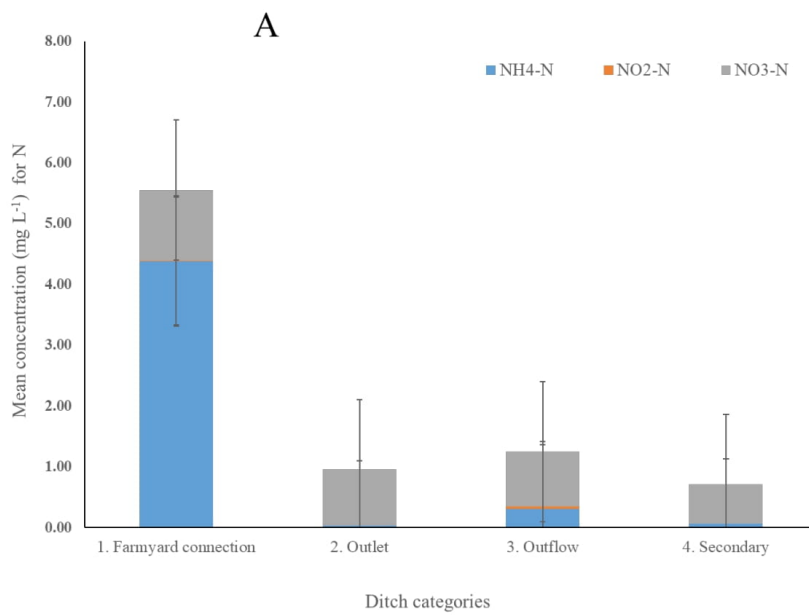 A
8.00
NH4-N NO2-N NO3-N
7.00
6.00
5.00
4.00
3.00
2.00
1.00
0.00
Mean concentration (mg L-1) for N
1. Farmyard connection 2. Outlet 3. Outflow 4. Secondary
Ditch categories